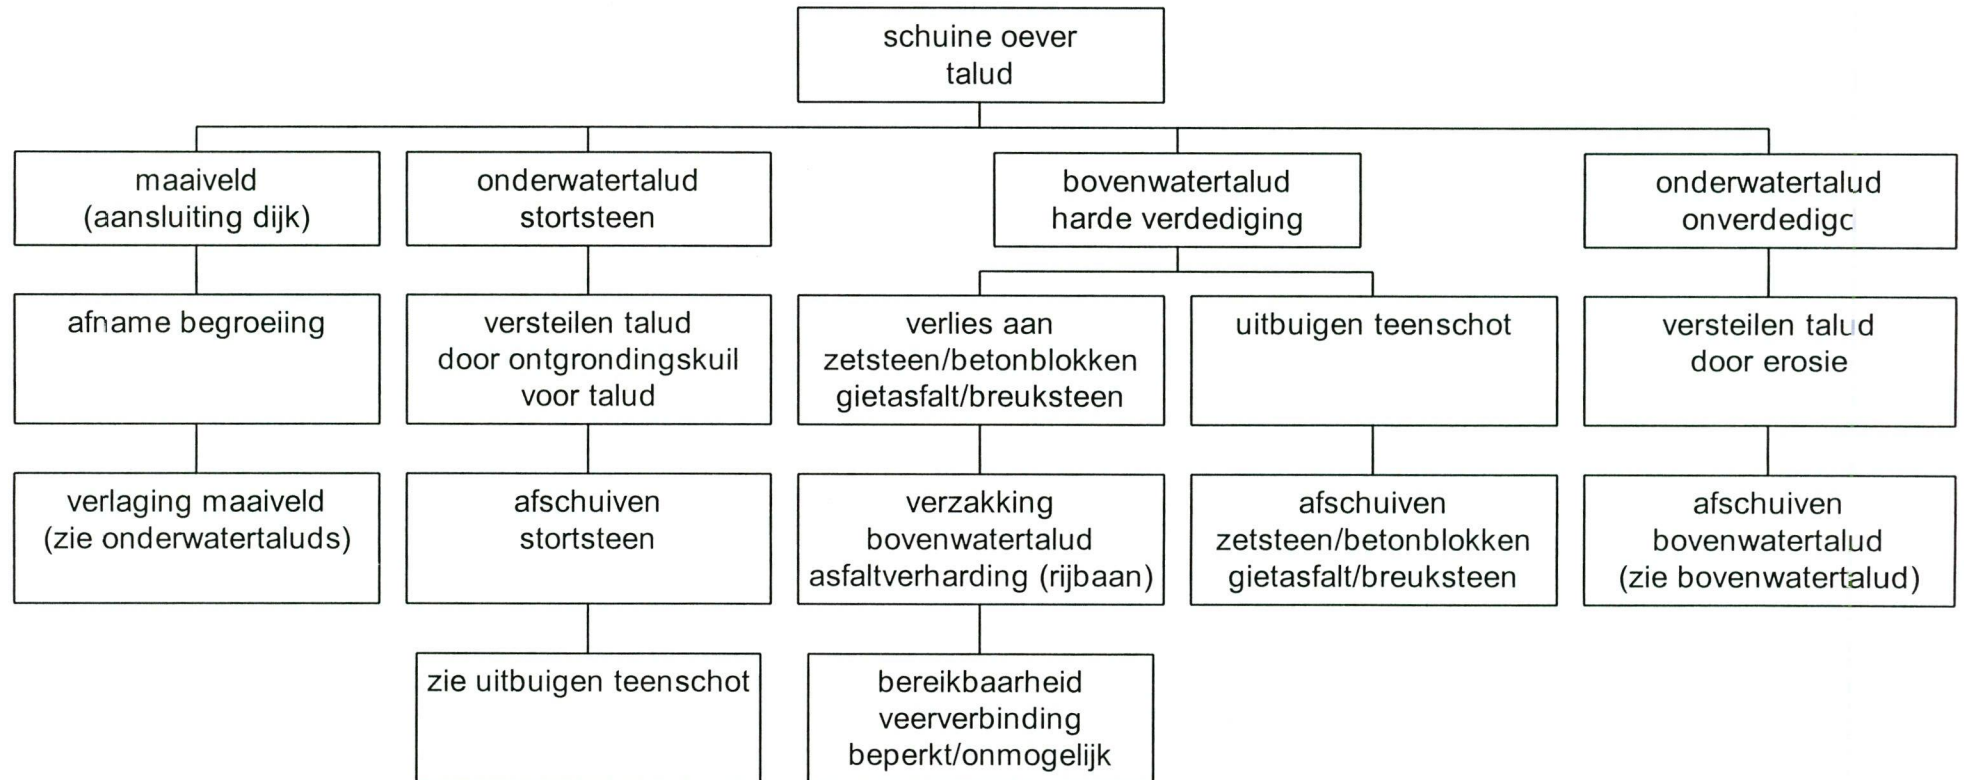 schuine oever
talud
maaiveld
(aansluiting dijk)
onderwatertalud
stortsteen
bovenwatertalud
harde verdediging
onderwatertalud
onverdedigd
afname begroeiing
versteilen talud
door ontgrondingskuil
voor talud
verlies aan
zetsteen/betonblokken
gietasfalt/breuksteen
uitbuigen teenschot
versteilen talud
door erosie
verlaging maaiveld
(zie onderwatertaluds)
afschuiven
stortsteen
verzakking
bovenwatertalud
asfaltverharding (rijbaan)
afschuiven
zetsteen/betonblokken
gietasfalt/breuksteen
afschuiven
bovenwatertalud
(zie bovenwatertalud)
zie uitbuigen teenschot
bereikbaarheid
veerverbinding
beperkt/onmogelijk